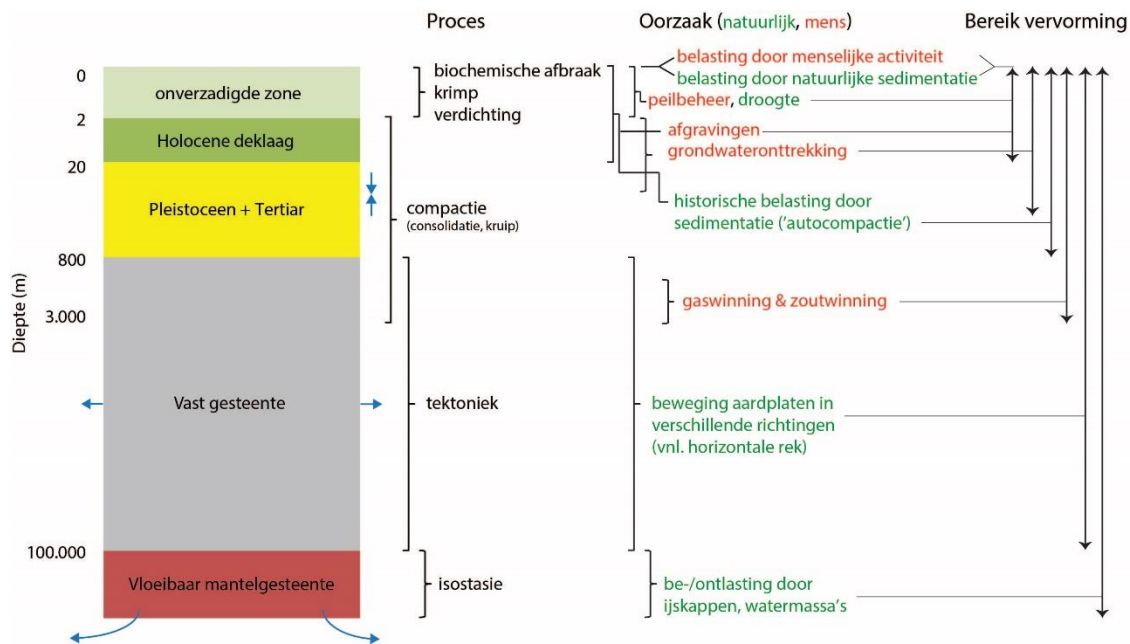 Proces
Oorzaak (natuurlijk, mens)
Bereik vervorming
Diepte (m)
0
2
20
800
3.000
100.000
onverzadigde zone
Holocene deklaag
Pleistoceen + Tertiar
Vast gesteente
Vloeibaar mantelgesteente
biochemische afbraak
krimp
verdichting
compactie
(consolidatie, kruip)
tektoniek
isostasie
belasting door menselijke activiteit
belasting door natuurlijke sedimentatie
peilbeheer, droogte
afgravingen
grondwateronttrekking
historische belasting door
sedimentatie ('autocompactie')
gaswinning & zoutwinning
beweging aardplaten in
verschillende richtingen
(vnl. horizontale rek)
be-/ontlasting door
ijskappen, watermassa's